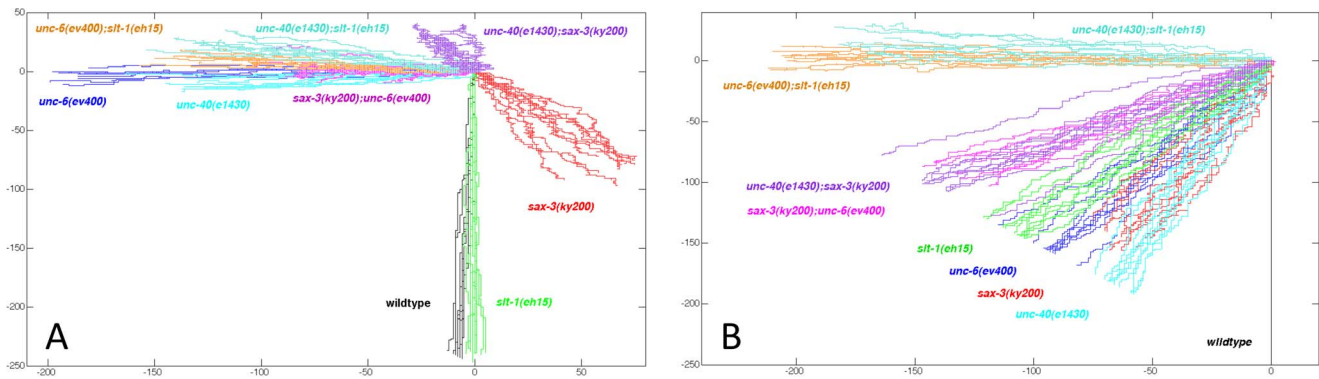 50
0
-50
-100
-150
-200
-250
-200
-150
-100
-50
0
50
unc-6(ev400);slt-1(eh15)
unc-40(e1430);slt-1(eh15)
unc-40(e1430);sax-3(ky200)
unc-6(ev400)
unc-40(e1430)
sax-3(ky200);unc-6(ev400)
sax-3(ky200)
wildtype
slt-1(eh15)
A
0
-50
-100
-150
-200
-250
-200
-150
-100
-50
0
unc-40(e1430);slt-1(eh15)
unc-6(ev400);slt-1(eh15)
unc-40(e1430);sax-3(ky200)
sax-3(ky200);unc-6(ev400)
slt-1(eh15)
unc-6(ev400)
sax-3(ky200)
unc-40(e1430)
wildtype
B